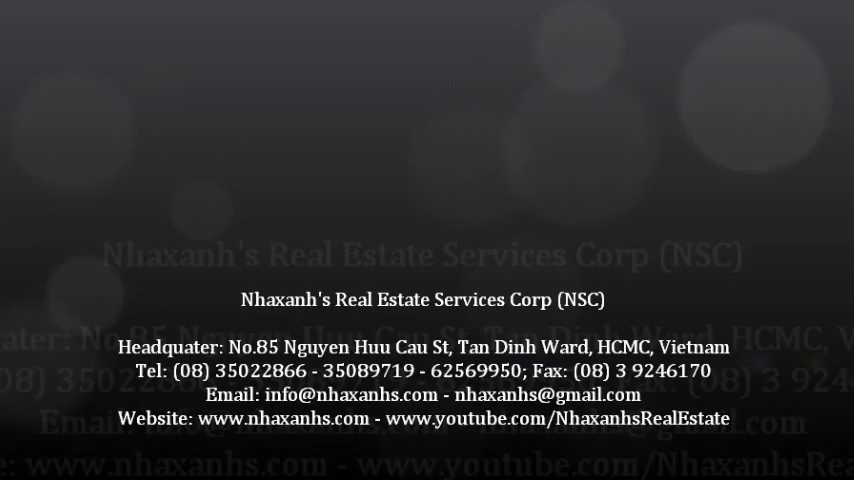 Nhaxanh's Real Estate Services Corp (NSC)
Headquater: No.85 Nguyen Huu Cau St, Tan Dinh Ward, HCMC, Vietnam
Tel: (08) 35022866 - 35089719 - 62569950; Fax: (08) 3 9246170
Email: info@nhaxanhs.com - nhaxanhs@gmail.com
Website: www.nhaxanhs.com - www.youtube.com/NhaxanhsRealEstate